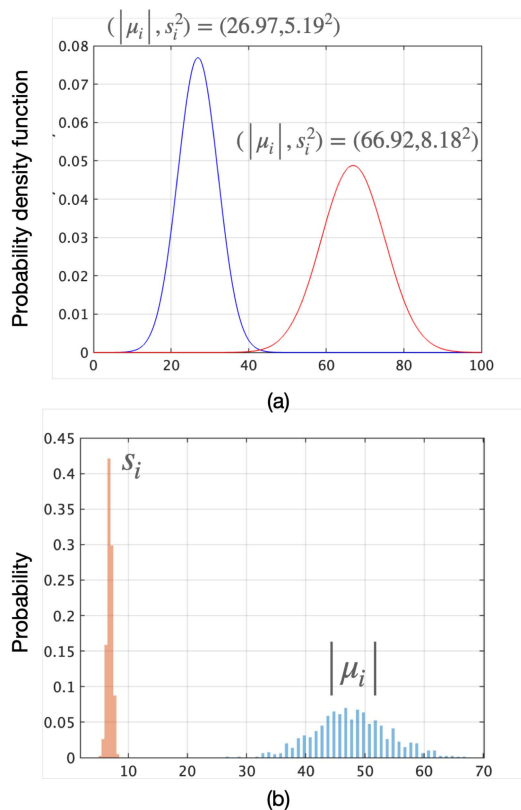 (|μᵢ|, sᵢ²) = (26.97,5.19²)
0.08
0.07
0.06
(|μᵢ|, sᵢ²) = (66.92,8.18²)
0.05
0.04
0.03
0.02
0.01
0
Probability density function
0 20 40 60 80 100
(a)
0.45
sᵢ
0.4
0.35
0.3
0.25
0.2
0.15
|μᵢ|
0.1
0.05
0
Probability
10 20 30 40 50 60 70
(b)